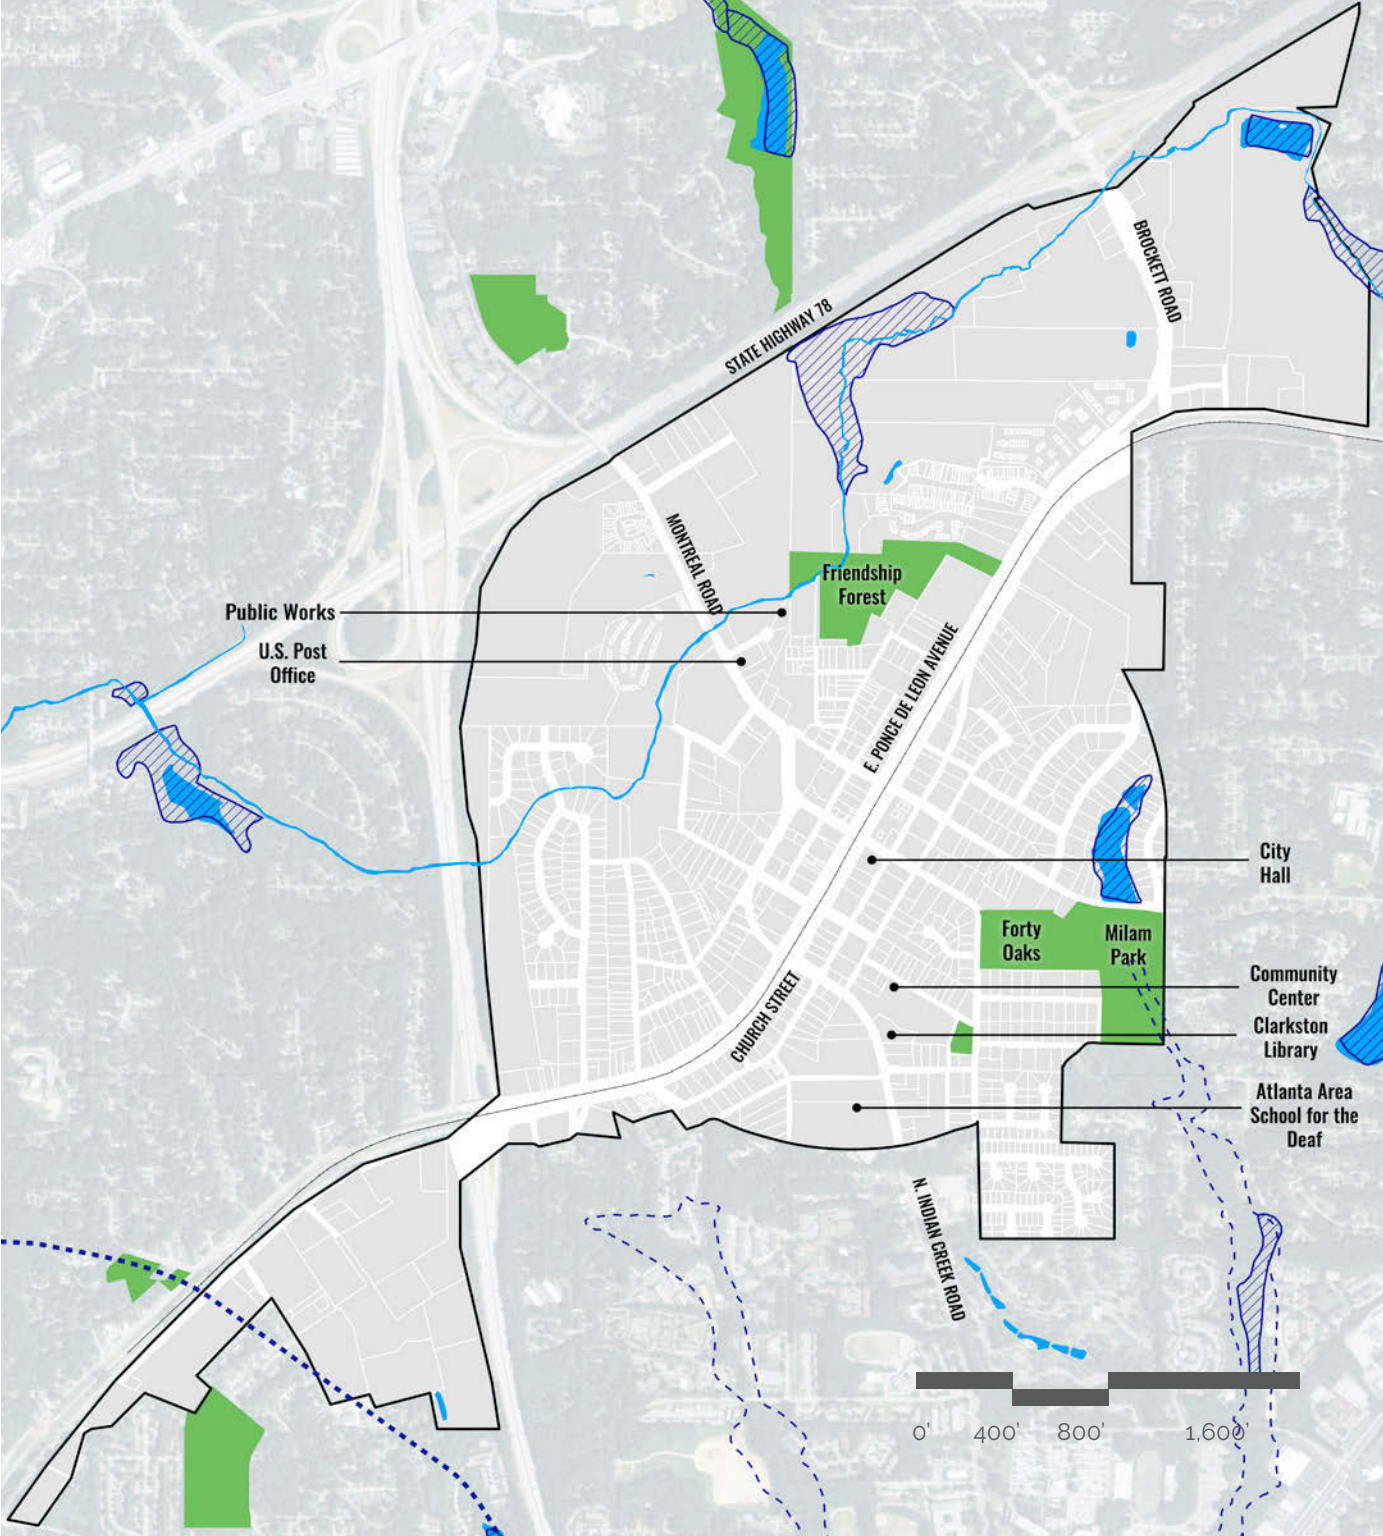 BROCKETT ROAD
STATE HIGHWAY 78
MONTREAL ROAD
Friendship
Forest
Public Works
U.S. Post
Office
E. PONCE DE LEON AVENUE
City
Hall
Forty
Oaks
Milam
Park
Community
Center
CHURCH STREET
Clarkston
Library
Atlanta Area
School for the
Deaf
N. INDIAN CREEK ROAD
0' 400' 800' 1,600'